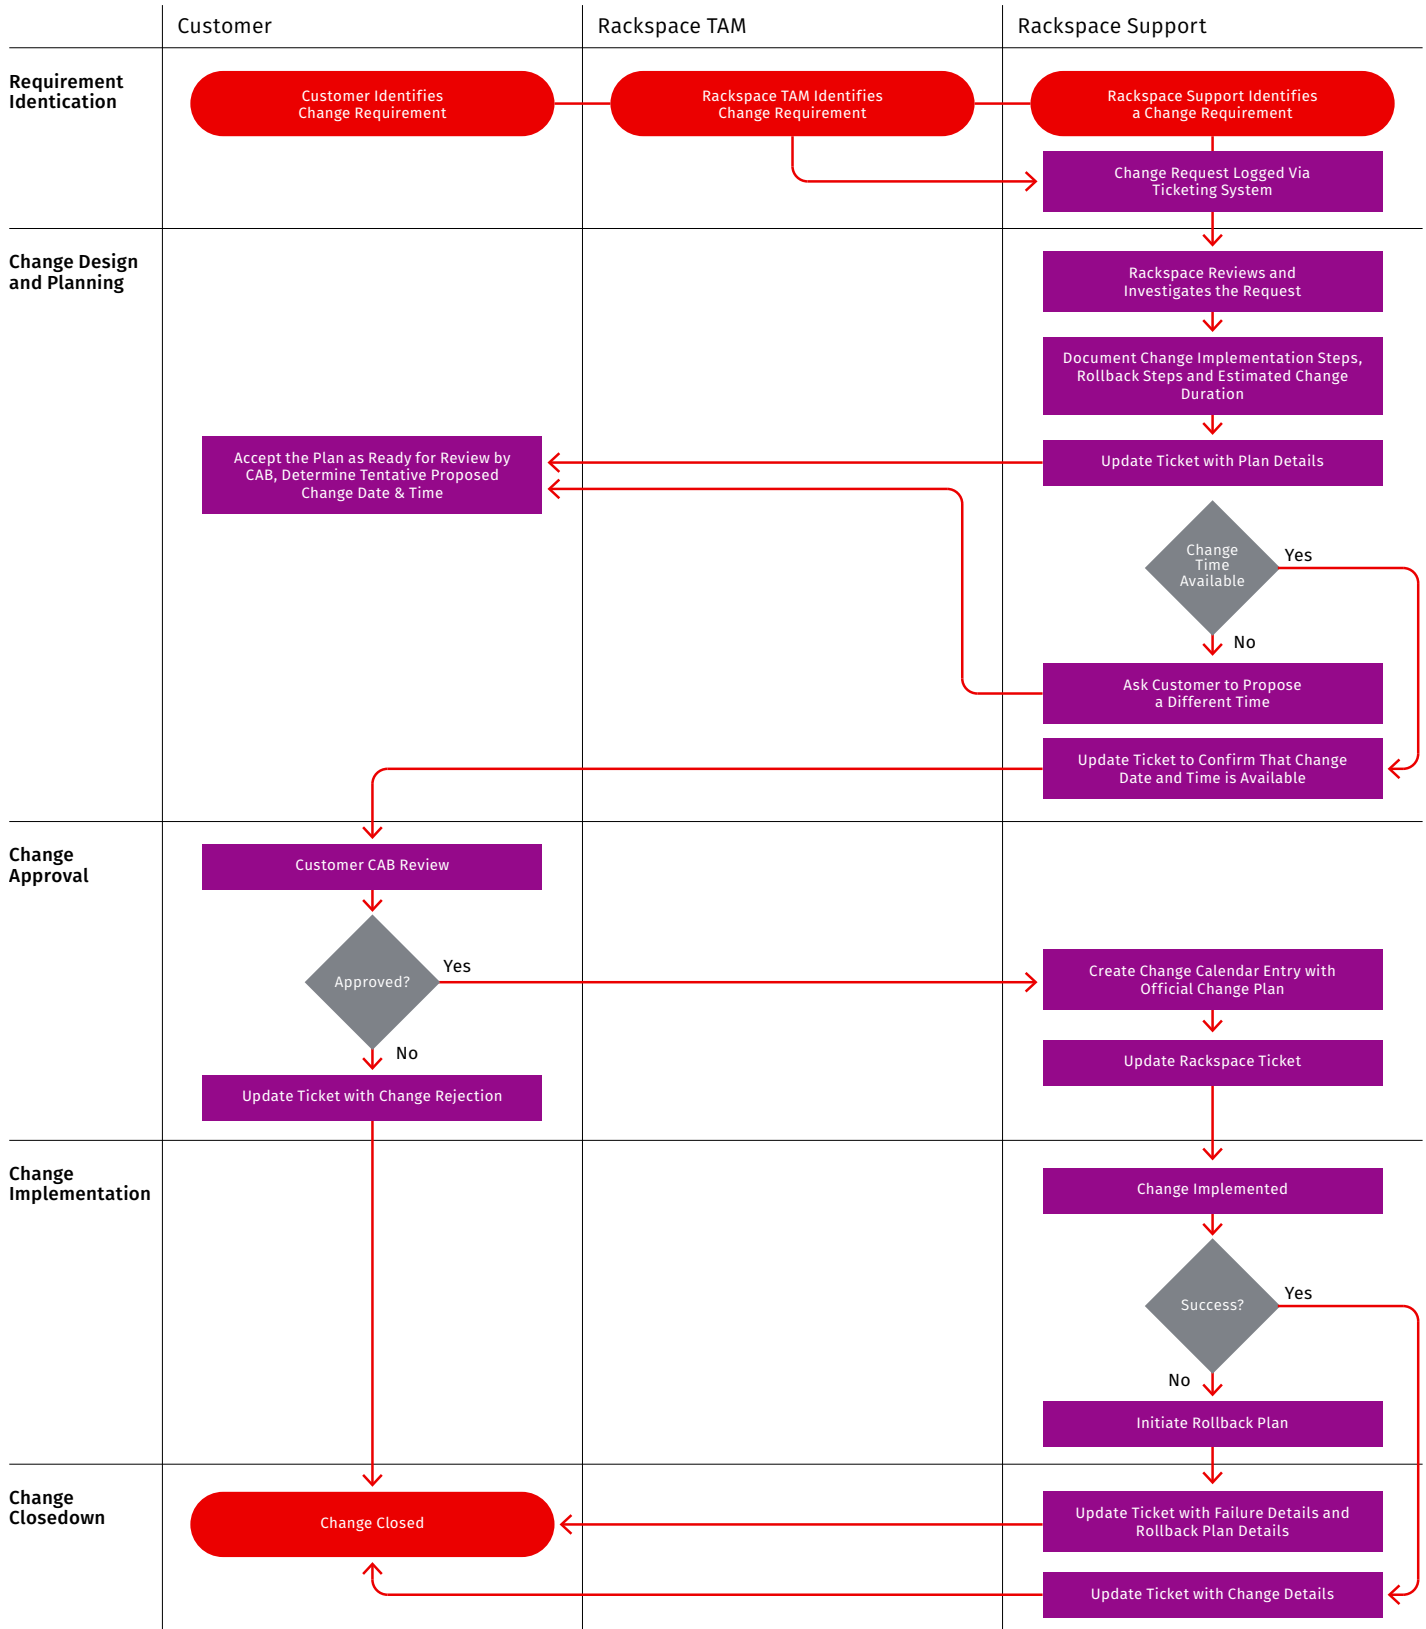 Customer
Rackspace TAM
Rackspace Support
Requirement
Identication
Customer Identifies
Change Requirement
Rackspace TAM Identifies
Change Requirement
Rackspace Support Identifies
a Change Requirement
Change Request Logged Via
Ticketing System
Change Design
and Planning
Rackspace Reviews and
Investigates the Request
Document Change Implementation Steps,
Rollback Steps and Estimated Change
Duration
Accept the Plan as Ready for Review by
CAB, Determine Tentative Proposed
Change Date & Time
Update Ticket with Plan Details
Change
Time
Available
Yes
No
Ask Customer to Propose
a Different Time
Update Ticket to Confirm That Change
Date and Time is Available
Change
Approval
Customer CAB Review
Approved?
Yes
No
Create Change Calendar Entry with
Official Change Plan
Update Rackspace Ticket
Update Ticket with Change Rejection
Change
Implementation
Change Implemented
Success?
Yes
No
Initiate Rollback Plan
Change
Closedown
Change Closed
Update Ticket with Failure Details and
Rollback Plan Details
Update Ticket with Change Details